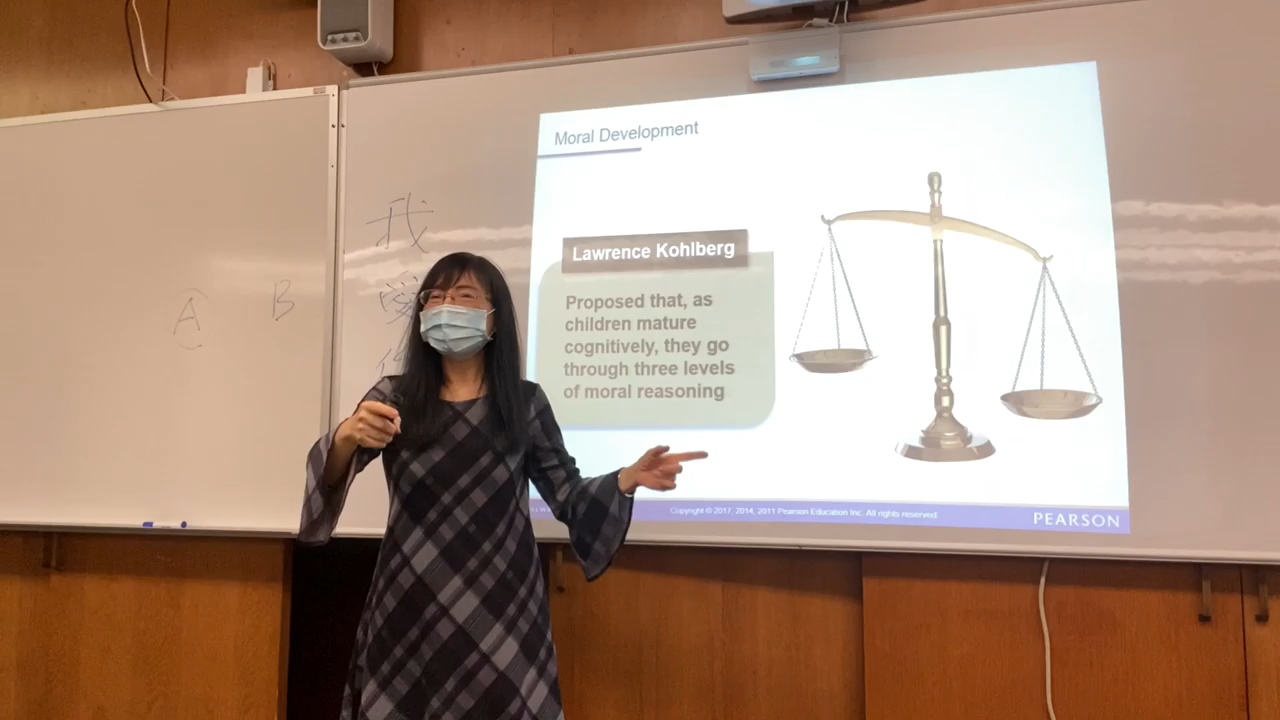 Moral Development
Lawrence Kohlberg
Proposed that, as
children mature
cognitively, they go
through three levels
of moral reasoning
Copyright © 2017, 2014, 2011 Pearson Education Inc. All rights reserved.
PEARSON
A B
我
愛